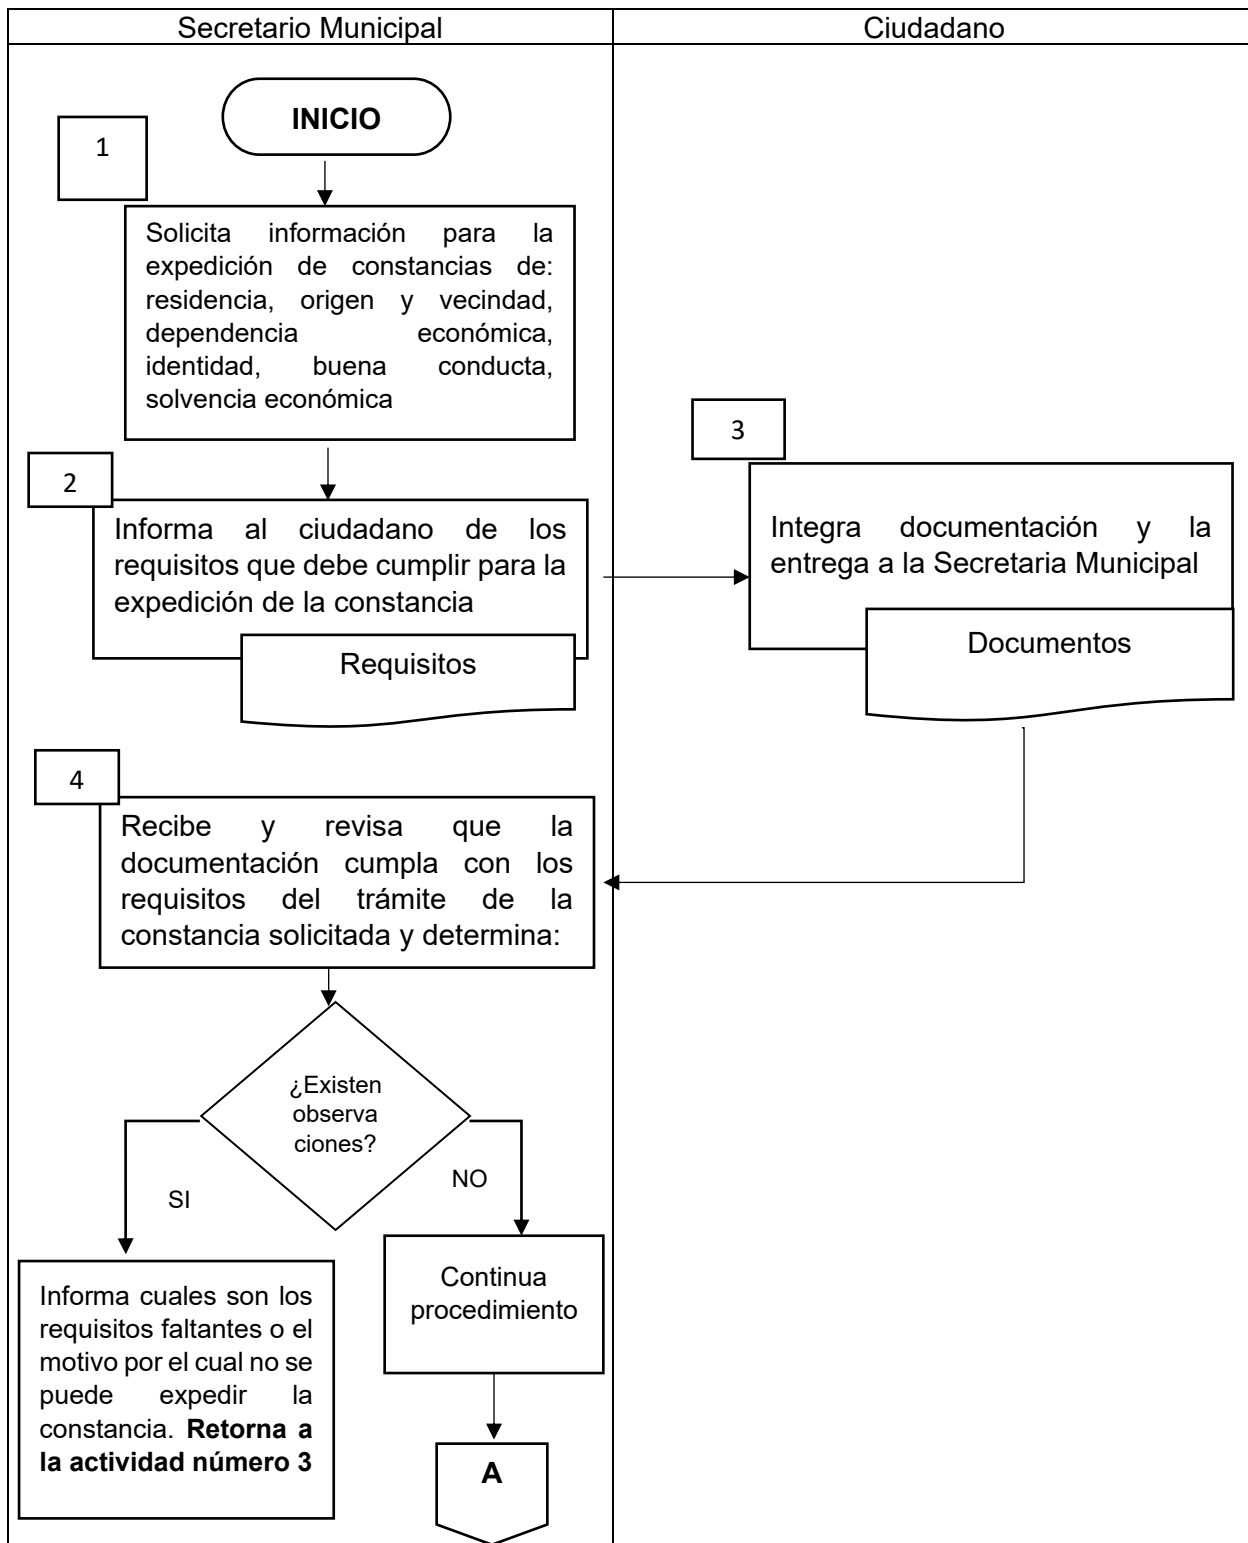 Secretario Municipal
Ciudadano
INICIO
1
Solicita información para la
expedición de constancias de:
residencia, origen y vecindad,
dependencia económica,
identidad, buena conducta,
solvencia económica
2
Informa al ciudadano de los
requisitos que debe cumplir para la
expedición de la constancia
Requisitos
3
Integra documentación y la
entrega a la Secretaria Municipal
Documentos
4
Recibe y revisa que la
documentación cumpla con los
requisitos del trámite de la
constancia solicitada y determina:
¿Existen
observa
ciones?
SI
NO
Informa cuales son los
requisitos faltantes o el
motivo por el cual no se
puede expedir la
constancia. Retorna a
la actividad número 3
Continua
procedimiento
A